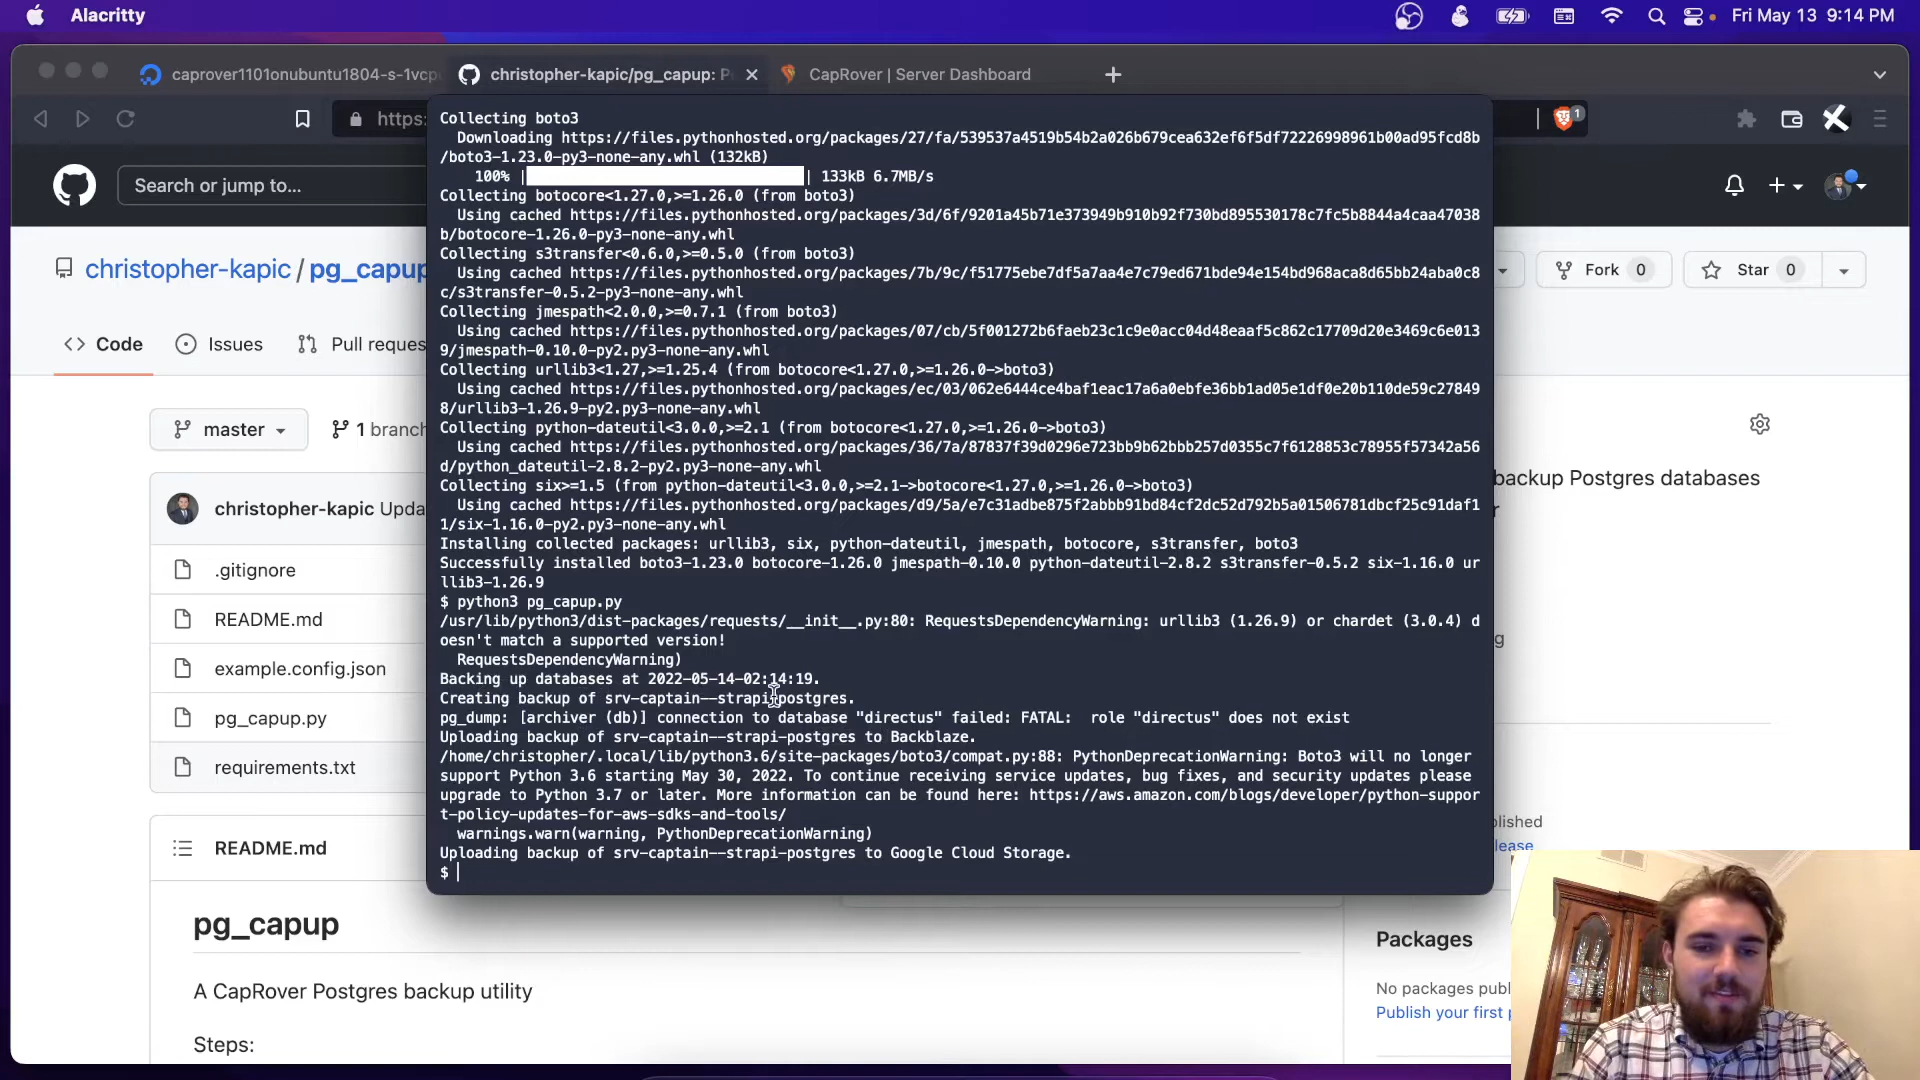 Alacritty
Fri May 13 9:14 PM
caprover1101onubuntu1804-s-1vcp
christopher-kapic/pg_capup: P
CapRover | Server Dashboard
https:
1
Search or jump to...
christopher-kapic / pg_capup
Fork 0
Star 0
Code
Issues
Pull reques
master
1 branch
backup Postgres databases
r
christopher-kapic Upda
.gitignore
README.md
example.config.json
pg_capup.py
requirements.txt
README.md
pg_capup
A CapRover Postgres backup utility
Steps:
Packages
No packages publ
Publish your first p
Collecting boto3
Downloading https://files.pythonhosted.org/packages/27/fa/539537a4519b54b2a026b679cea632ef6f5df72226998961b00ad95fcd8b
/boto3-1.23.0-py3-none-any.whl (132kB)
100% | | 133kB 6.7MB/s
Collecting botocore<1.27.0,>=1.26.0 (from boto3)
Using cached https://files.pythonhosted.org/packages/3d/6f/9201a45b71e373949b910b92f730bd895530178c7fc5b8844a4caa47038
b/botocore-1.26.0-py3-none-any.whl
Collecting s3transfer<0.6.0,>=0.5.0 (from boto3)
Using cached https://files.pythonhosted.org/packages/7b/9c/f51775ebe7df5a7aa4e7c79ed671bde94e154bd968aca8d65bb24aba0c8
c/s3transfer-0.5.2-py3-none-any.whl
Collecting jmespath<2.0.0,>=0.7.1 (from boto3)
Using cached https://files.pythonhosted.org/packages/07/cb/5f001272b6faeb23c1c9e0acc04d48eaaf5c862c17709d20e3469c6e013
9/jmespath-0.10.0-py2.py3-none-any.whl
Collecting urllib3<1.27,>=1.25.4 (from botocore<1.27.0,>=1.26.0->boto3)
Using cached https://files.pythonhosted.org/packages/ec/03/062e6444ce4baf1eac17a6a0ebfe36bb1ad05e1df0e20b110de59c27849
8/urllib3-1.26.9-py2.py3-none-any.whl
Collecting python-dateutil<3.0.0,>=2.1 (from botocore<1.27.0,>=1.26.0->boto3)
Using cached https://files.pythonhosted.org/packages/36/7a/87837f39d0296e723bb9b62bbb257d0355c7f6128853c78955f57342a56
d/python_dateutil-2.8.2-py2.py3-none-any.whl
Collecting six>=1.5 (from python-dateutil<3.0.0,>=2.1->botocore<1.27.0,>=1.26.0->boto3)
Using cached https://files.pythonhosted.org/packages/d9/5a/e7c31adbe875f2abbb91bd84cf2dc52d792b5a01506781dbcf25c91daf1
1/six-1.16.0-py2.py3-none-any.whl
Installing collected packages: urllib3, six, python-dateutil, jmespath, botocore, s3transfer, boto3
Successfully installed boto3-1.23.0 botocore-1.26.0 jmespath-0.10.0 python-dateutil-2.8.2 s3transfer-0.5.2 six-1.16.0 ur
llib3-1.26.9
$ python3 pg_capup.py
/usr/lib/python3/dist-packages/requests/__init__.py:80: RequestsDependencyWarning: urllib3 (1.26.9) or chardet (3.0.4) d
oesn't match a supported version!
RequestsDependencyWarning)
Backing up databases at 2022-05-14-02:14:19.
Creating backup of srv-captain--strapi-postgres.
pg_dump: [archiver (db)] connection to database "directus" failed: FATAL: role "directus" does not exist
Uploading backup of srv-captain--strapi-postgres to Backblaze.
/home/christopher/.local/lib/python3.6/site-packages/boto3/compat.py:88: PythonDeprecationWarning: Boto3 will no longer
support Python 3.6 starting May 30, 2022. To continue receiving service updates, bug fixes, and security updates please
upgrade to Python 3.7 or later. More information can be found here: https://aws.amazon.com/blogs/developer/python-suppor
t-policy-updates-for-aws-sdks-and-tools/
warnings.warn(warning, PythonDeprecationWarning)
Uploading backup of srv-captain--strapi-postgres to Google Cloud Storage.
$